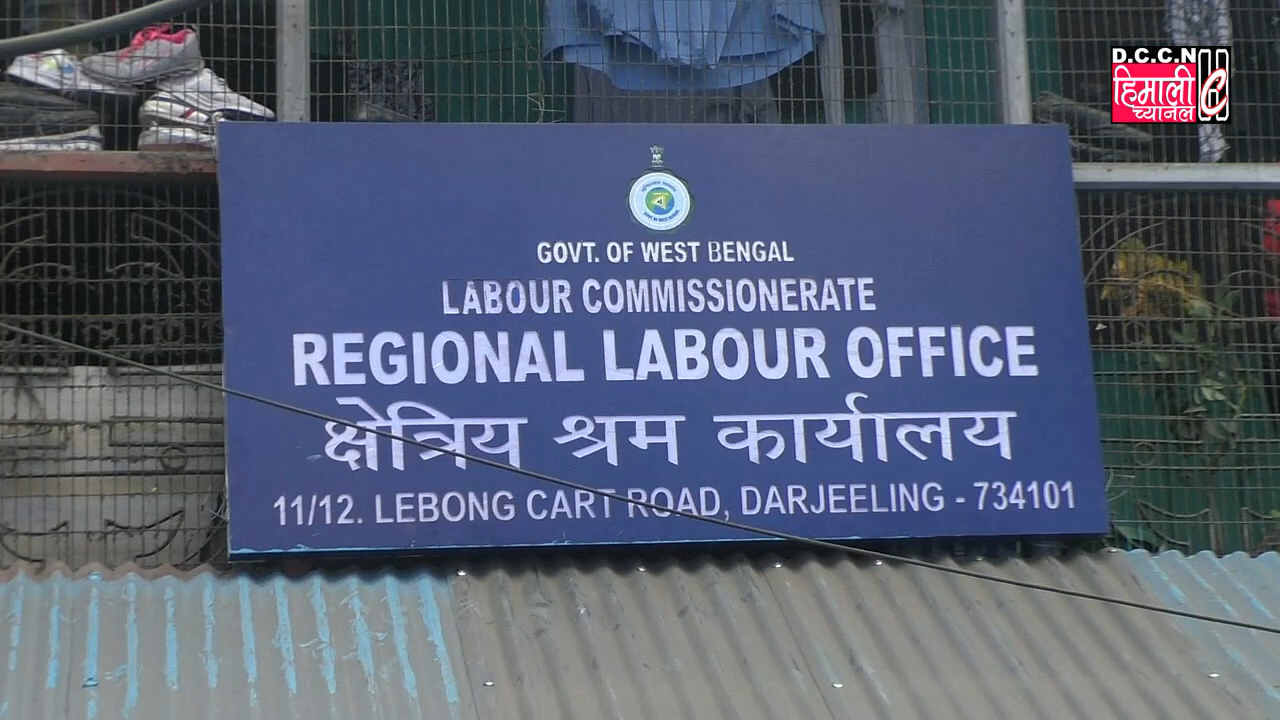 D.C.C.N
हिमाली
च्यानल
GOVT. OF WEST BENGAL
LABOUR COMMISSIONERATE
REGIONAL LABOUR OFFICE
क्षेत्रिय श्रम कार्यालय
11/12. LEBONG CART ROAD, DARJEELING - 734101